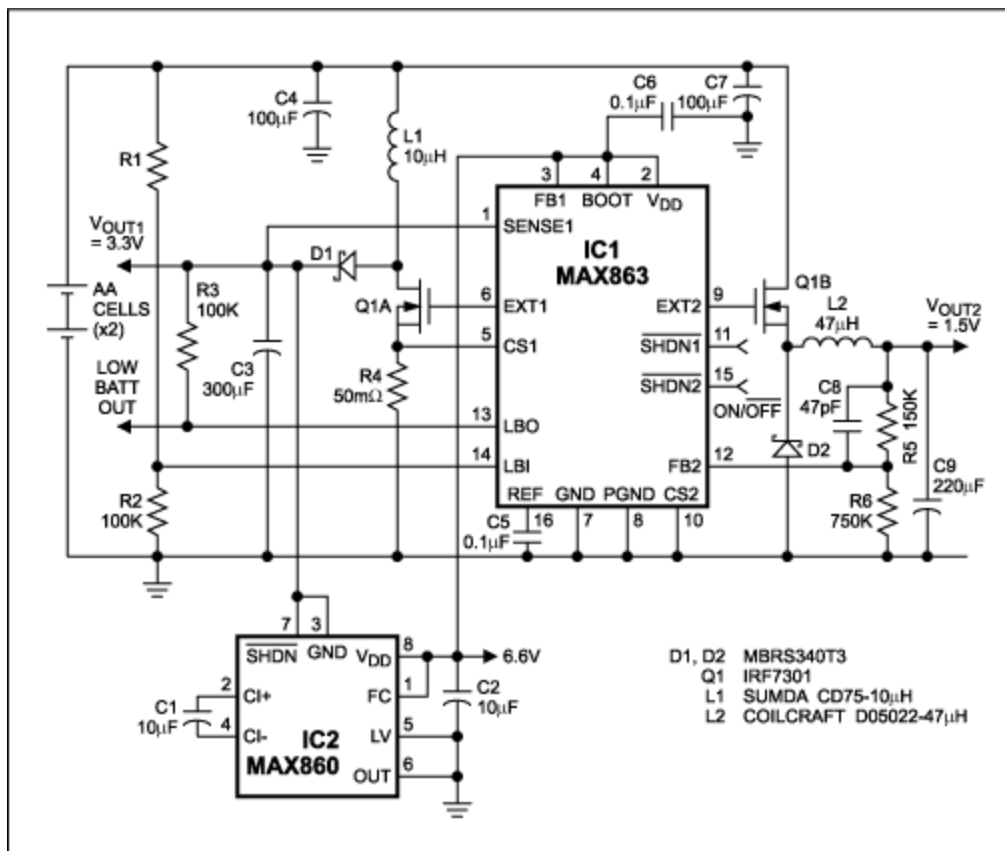 C4
100μF
C6
0.1μF
C7
100μF
R1
L1
10μH
3
4
2
FB1
BOOT
VDD
1
SENSE1
VOUT1
= 3.3V
D1
IC1
MAX863
AA
CELLS
(x2)
R3
100K
Q1A
6
EXT1
EXT2
9
Q1B
L2
47μH
VOUT2
= 1.5V
5
CS1
SHDN1
11
C3
300μF
R4
50mΩ
SHDN2
15
ON/OFF
C8
47pF
R5 150K
LOW
BATT
OUT
13
LBO
14
LBI
FB2
12
D2
C9
220μF
R2
100K
REF
GND
PGND
CS2
R6
750K
C5
0.1μF
16
7
8
10
7
3
SHDN
GND
VDD
8
6.6V
2
CI+
FC
1
C1
10μF
4
CI-
C2
10μF
LV
5
IC2
MAX860
OUT
6
D1, D2 MBRS340T3
Q1 IRF7301
L1 SUMDA CD75-10μH
L2 COILCRAFT D05022-47μH